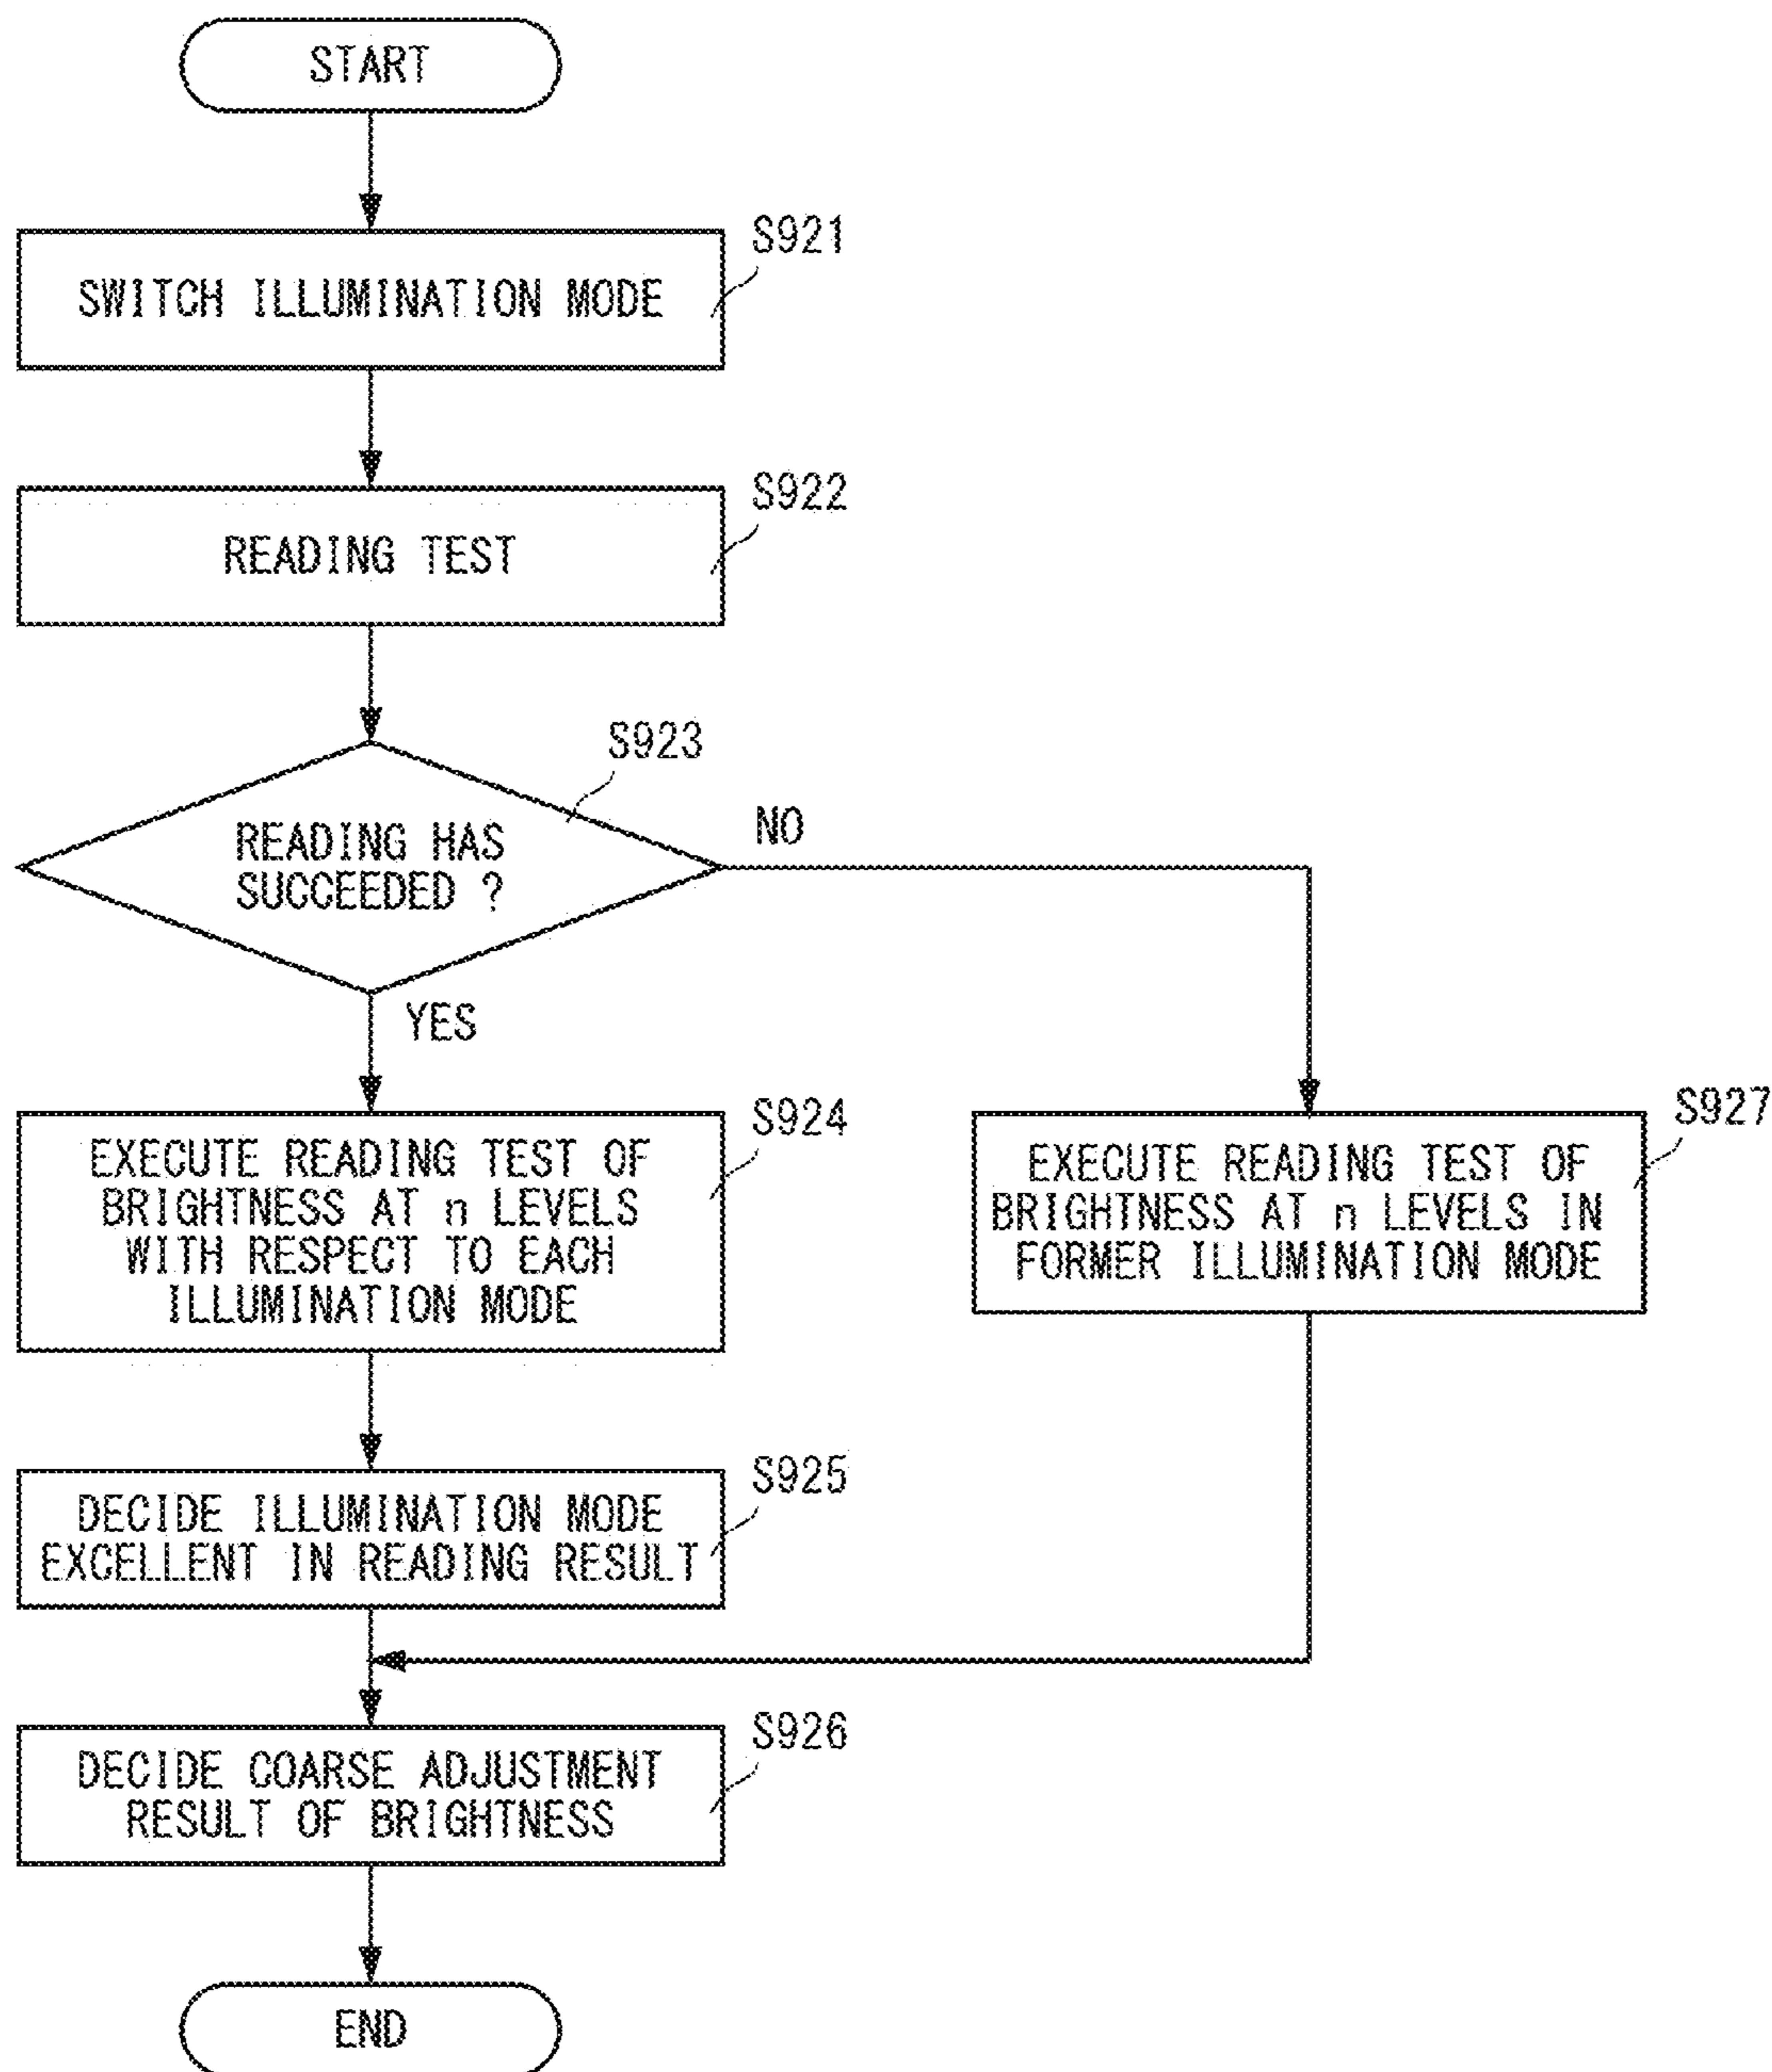 START
S921
SWITCH ILLUMINATION MODE
S922
READING TEST
S923
READING HAS
SUCCEEDED ?
NO
YES
S924
EXECUTE READING TEST OF
BRIGHTNESS AT n LEVELS
WITH RESPECT TO EACH
ILLUMINATION MODE
S927
EXECUTE READING TEST OF
BRIGHTNESS AT n LEVELS IN
FORMER ILLUMINATION MODE
S925
DECIDE ILLUMINATION MODE
EXCELLENT IN READING RESULT
S926
DECIDE COARSE ADJUSTMENT
RESULT OF BRIGHTNESS
END